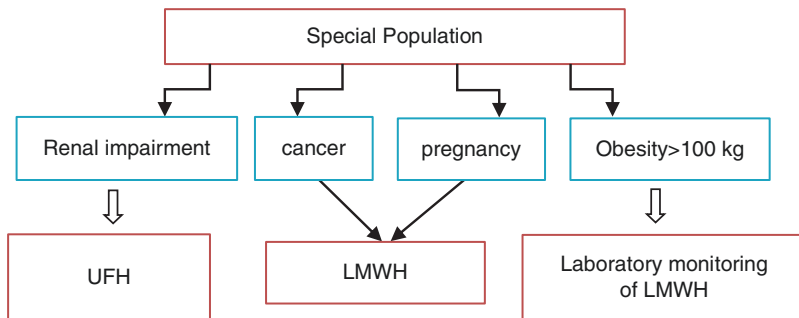 Special Population
Renal impairment
cancer
pregnancy
Obesity>100 kg
UFH
LMWH
Laboratory monitoring
of LMWH